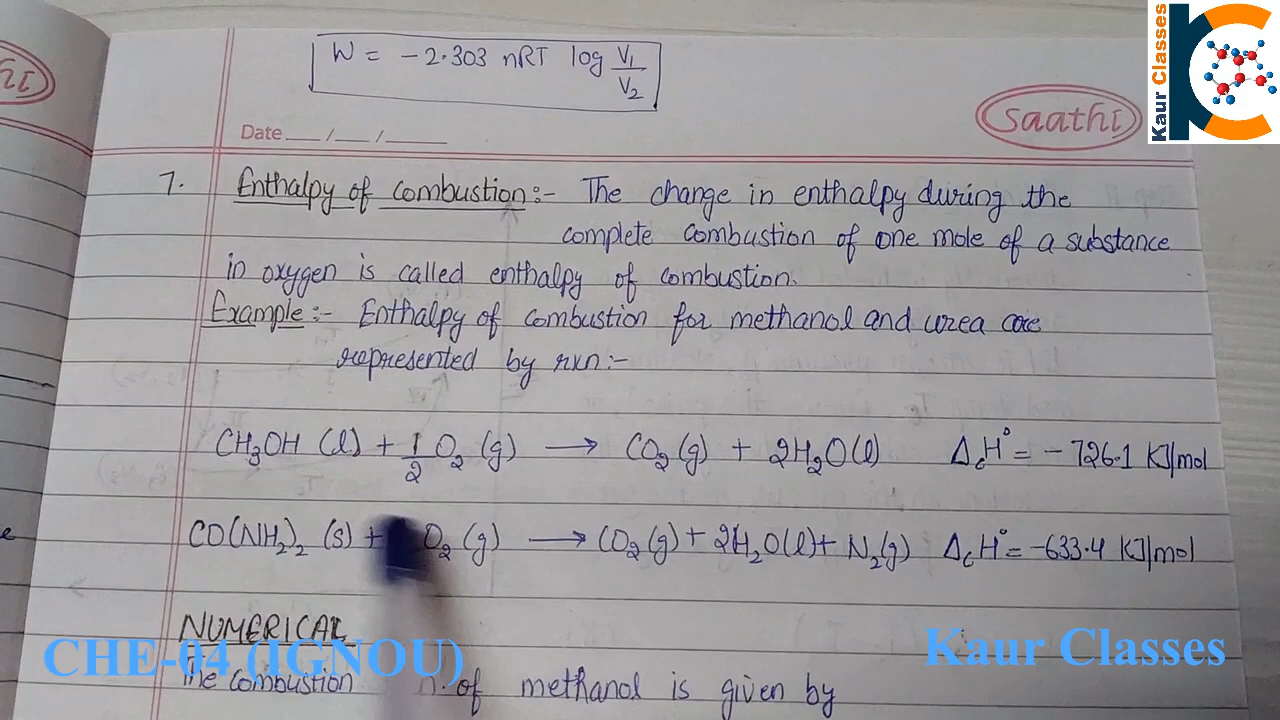 W = -2.303 nRT log V1/V2
Kaur Classes
Saathi
Date ___ / ___ / _____
7. Enthalpy of combustion:- The change in enthalpy during the
complete combustion of one mole of a substance
in oxygen is called enthalpy of combustion.
Example:- Enthalpy of combustion for methanol and urea are
represented by rxn:-
CH3OH (l) + 1/2 O2 (g) → CO2 (g) + 2H2O(l) ΔcH° = - 726.1 KJ/mol
CO(NH2)2 (s) + O2 (g) → CO2(g) + 2H2O(l) + N2(g) ΔcH° = -633.4 KJ/mol
NUMERICAL
CHE-04 (IGNOU)
Kaur Classes
The combustion of methanol is given by